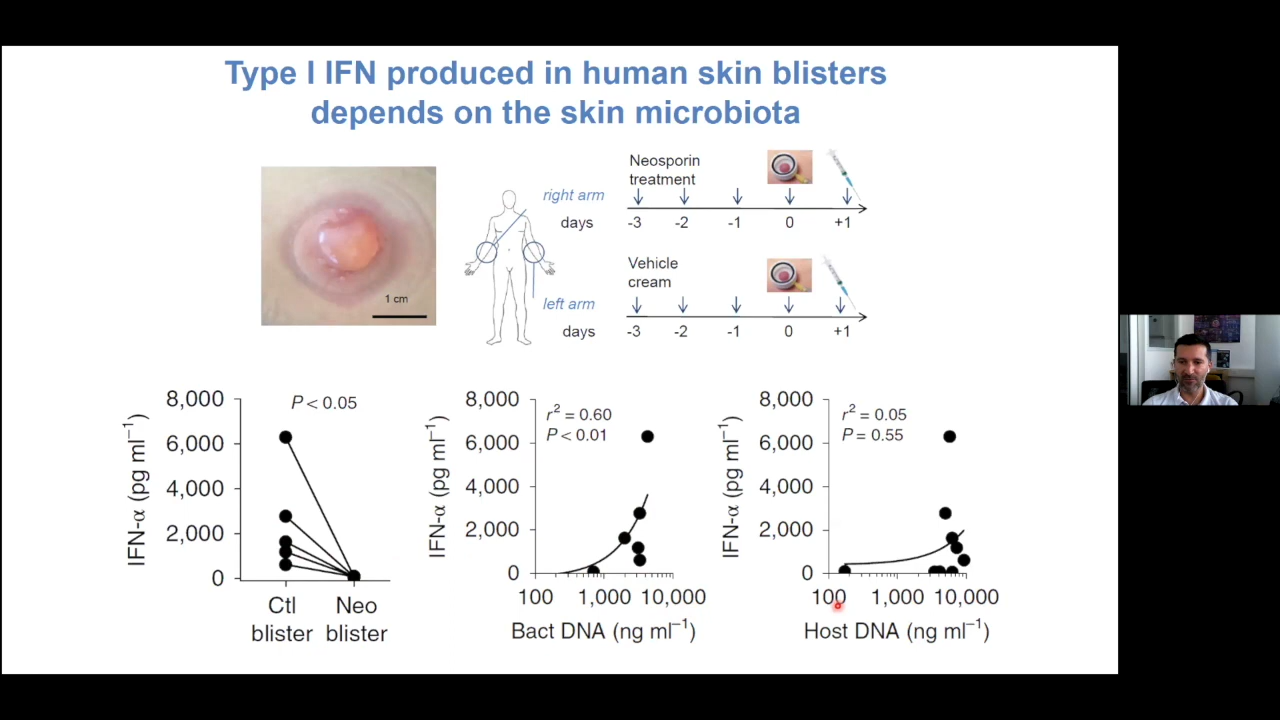 Type I IFN produced in human skin blisters
depends on the skin microbiota
1 cm
right arm
days
Neosporin
treatment
-3 -2 -1 0 +1
left arm
days
Vehicle
cream
-3 -2 -1 0 +1
IFN-α (pg ml⁻¹)
8,000
6,000
4,000
2,000
0
P < 0.05
Ctl
blister
Neo
blister
IFN-α (pg ml⁻¹)
8,000
6,000
4,000
2,000
0
r² = 0.60
P < 0.01
100 1,000 10,000
Bact DNA (ng ml⁻¹)
IFN-α (pg ml⁻¹)
8,000
6,000
4,000
2,000
0
r² = 0.05
P = 0.55
100 1,000 10,000
Host DNA (ng ml⁻¹)